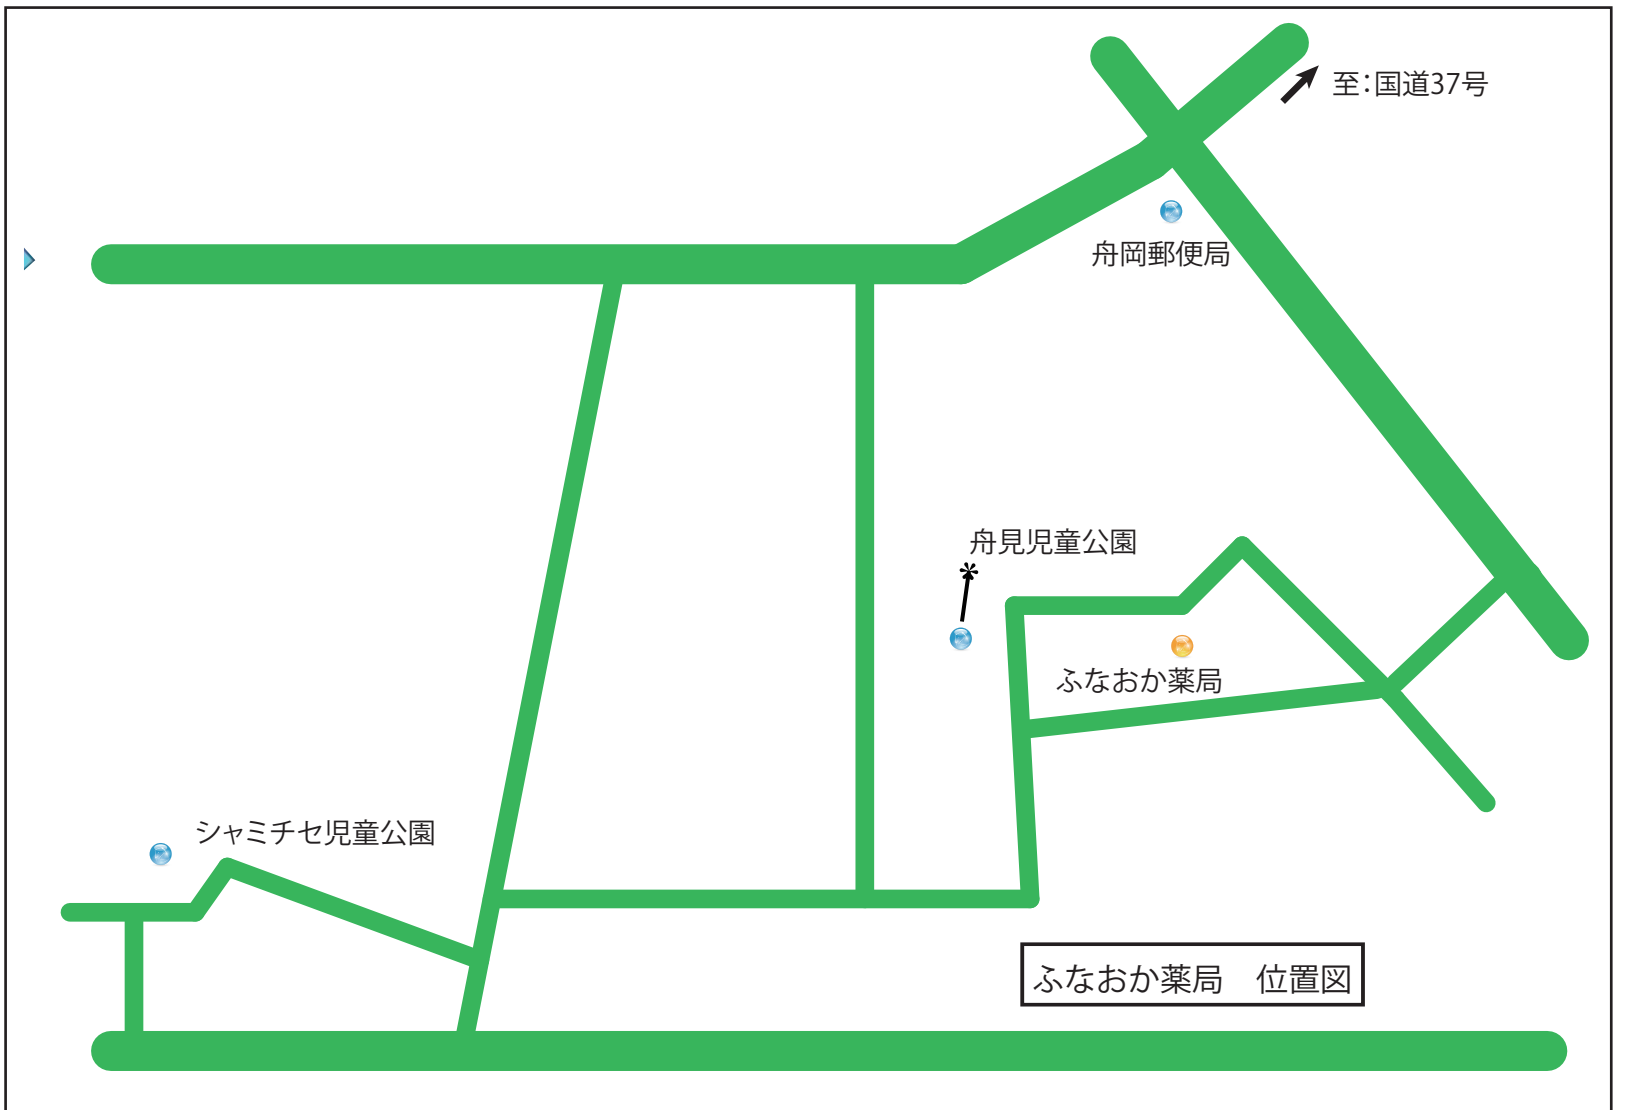 至：国道37号
舟岡郵便局
舟見児童公園
ふなおか薬局
シャミチセ児童公園
ふなおか薬局　位置図